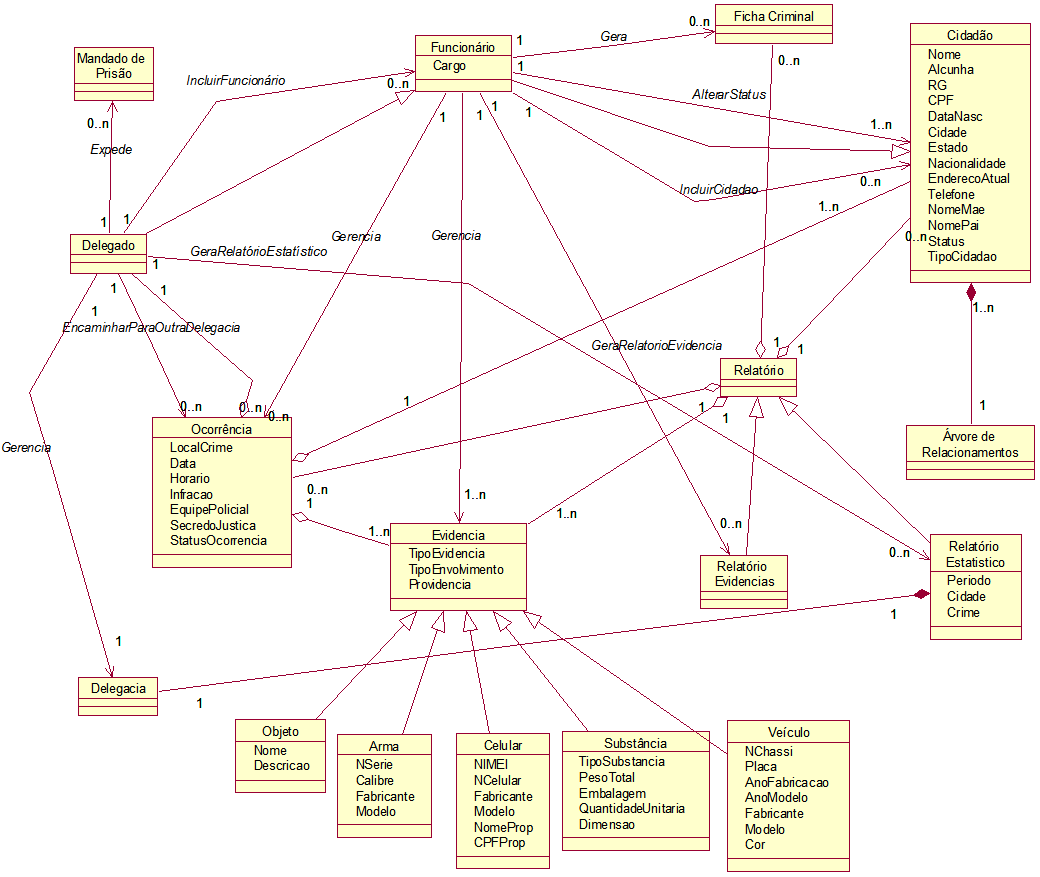 Ficha Criminal
0..n
0..n
Cidadão
Nome
Alcunha
RG
CPF
DataNasc
Cidade
Estado
Nacionalidade
EnderecoAtual
Telefone
NomeMae
NomePai
Status
TipoCidadao
Funcionário
Cargo
1
Gera
1
Mandado de
Prisão
IncluirFuncionário
0..n
AlterarStatus
1..n
0..n
Expede
1
1
1
1
1
1
IncluirCidadao
0..n
1..n
0..n
Delegado
1
GeraRelatórioEstatístico
Gerencia
Gerencia
1
1
1
EncaminharParaOutraDelegacia
0..n
0..n
0..n
GeraRelatorioEvidencia
1
1
Relatório
1..n
1
Árvore de
Relacionamentos
1
1
1
Gerencia
Ocorrência
LocalCrime
Data
Horario
Infracao
EquipePolicial
SecredoJustica
StatusOcorrencia
0..n
1
1..n
1..n
1..n
Evidencia
TipoEvidencia
TipoEnvolvimento
Providencia
0..n
Relatório
Evidencias
0..n
Relatório
Estatistico
Periodo
Cidade
Crime
1
1
Delegacia
1
Objeto
Nome
Descricao
Arma
NSerie
Calibre
Fabricante
Modelo
Celular
NIMEI
NCelular
Fabricante
Modelo
NomeProp
CPFProp
Substância
TipoSubstancia
PesoTotal
Embalagem
QuantidadeUnitaria
Dimensao
Veículo
NChassi
Placa
AnoFabricacao
AnoModelo
Fabricante
Modelo
Cor